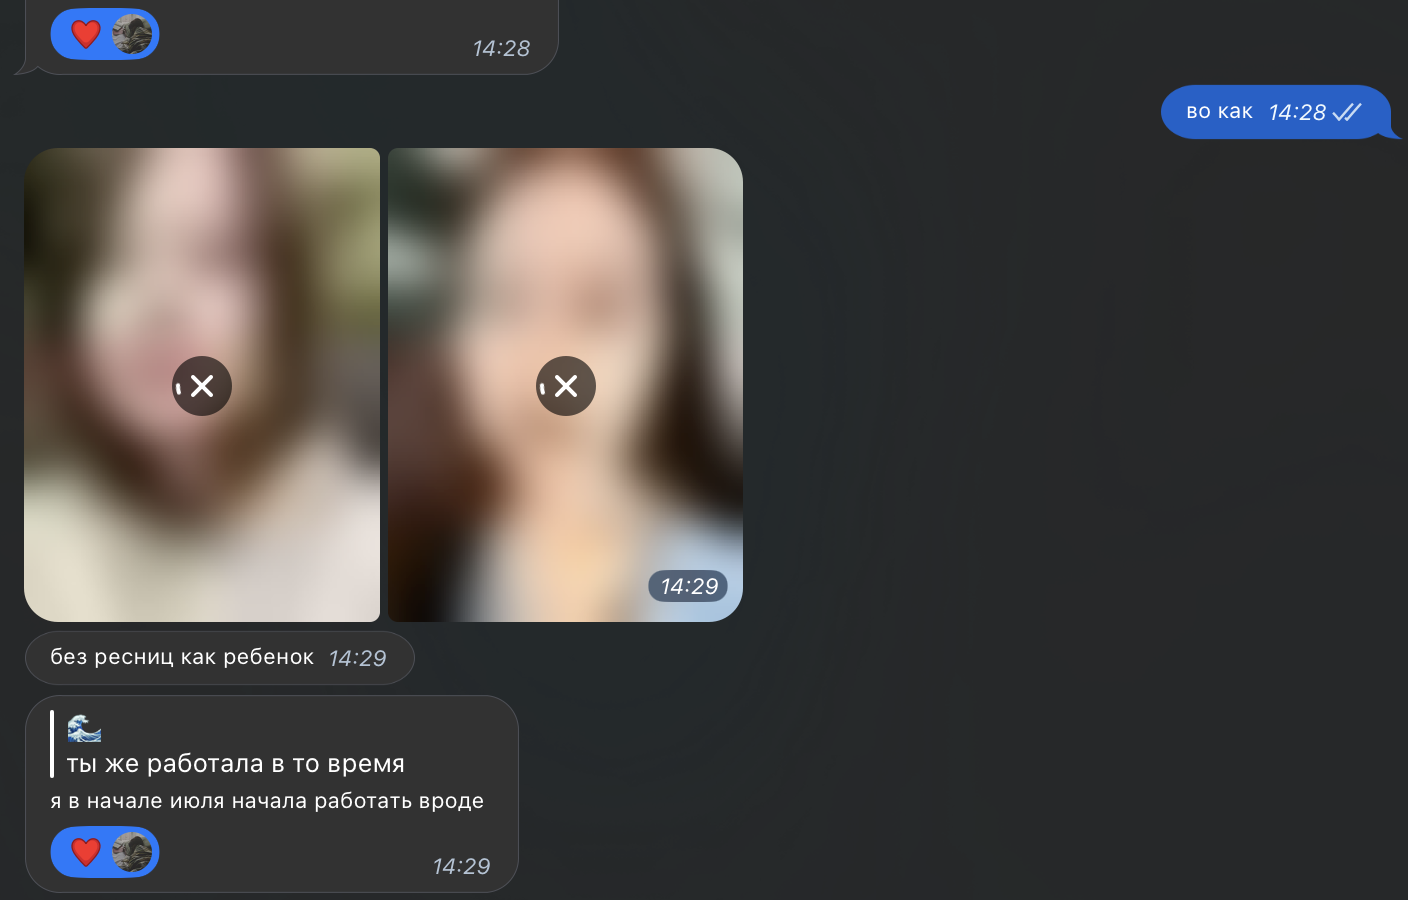 14:28
во как 14:28
14:29
без ресниц как ребенок 14:29
ты же работала в то время
я в начале июля начала работать вроде
14:29